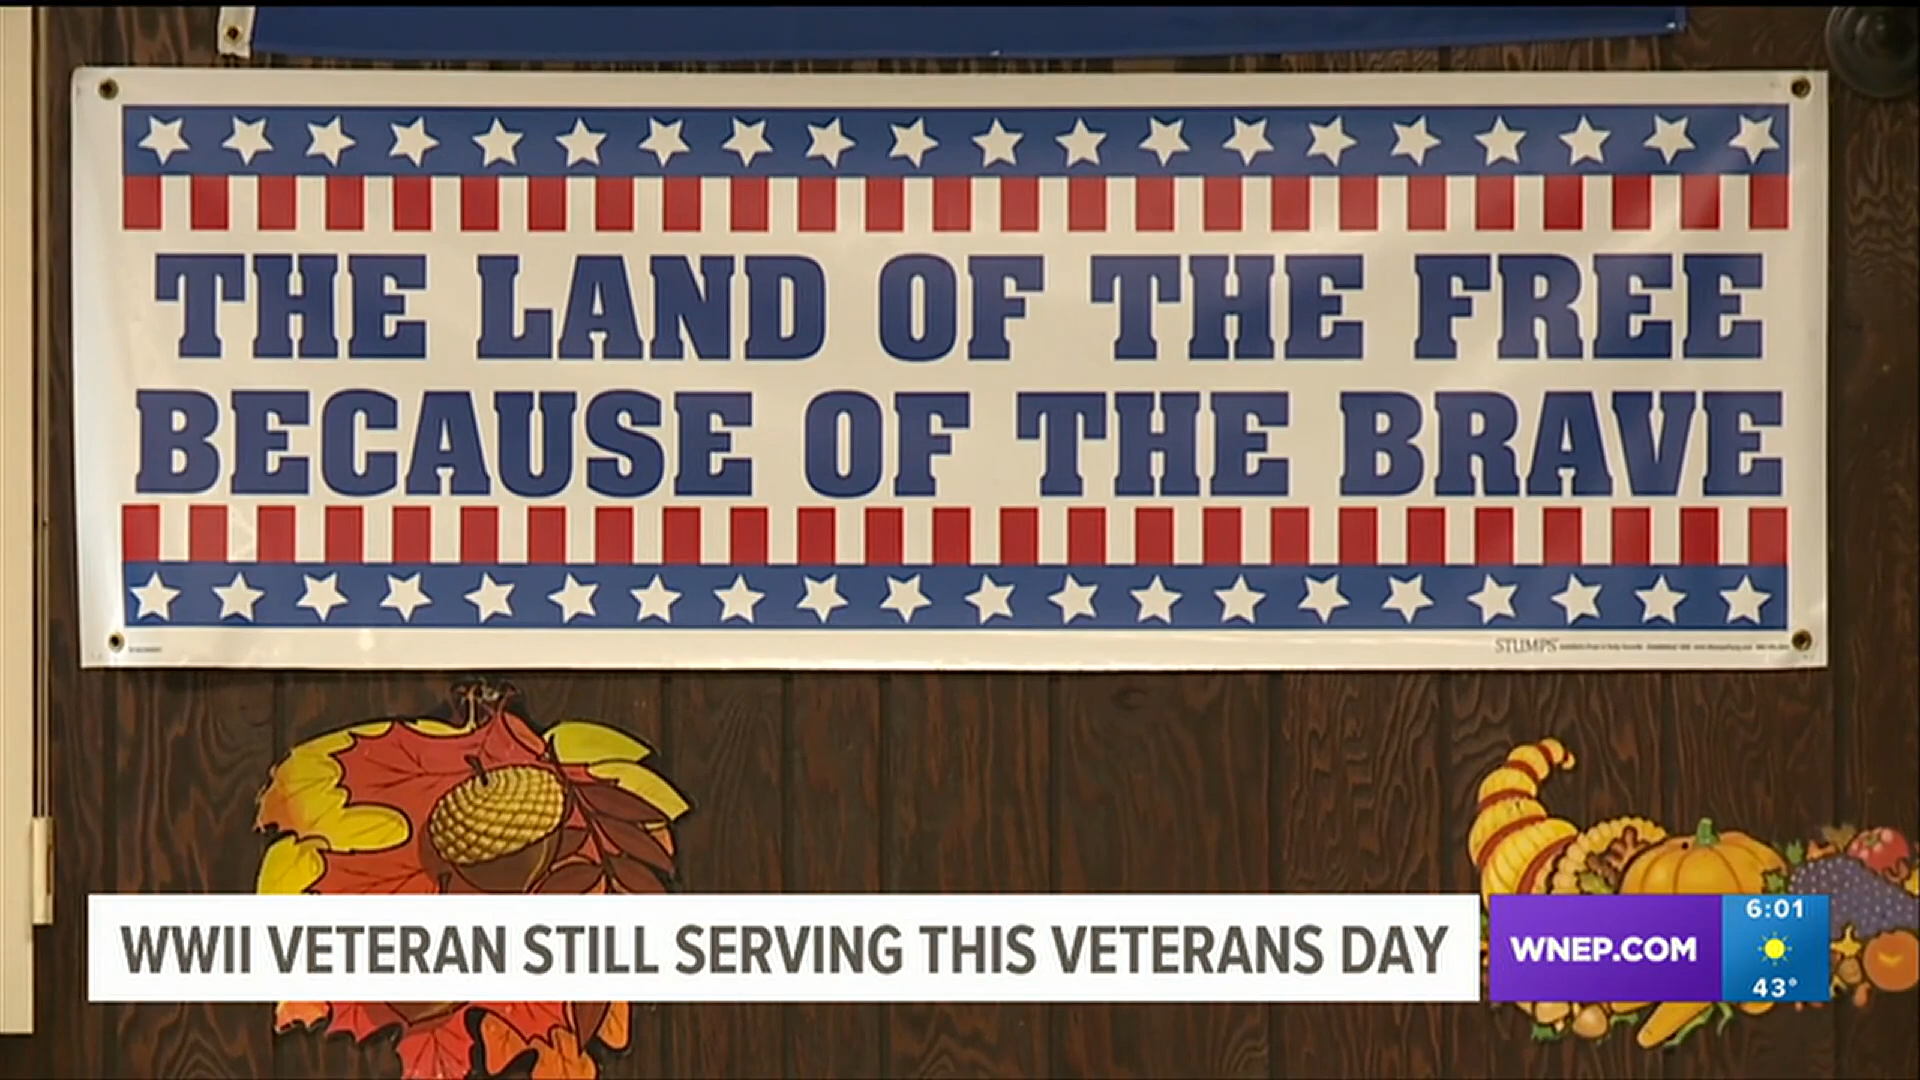 THE LAND OF THE FREE
BECAUSE OF THE BRAVE
STUMPS
WWII VETERAN STILL SERVING THIS VETERANS DAY
WNEP.COM
6:01
43°